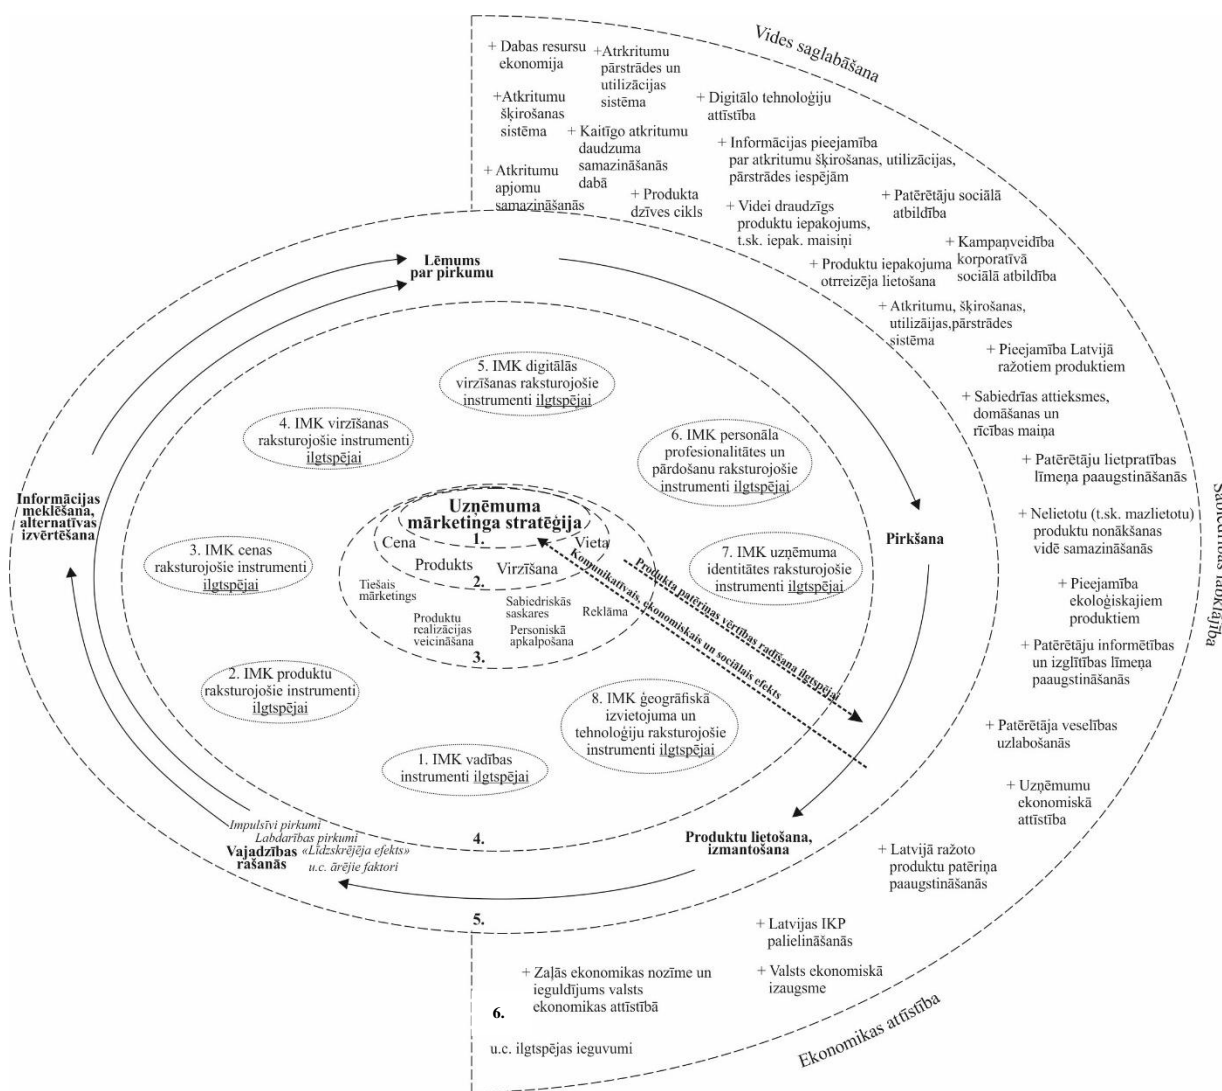 Vides saglabāšana
+ Dabas resursu
ekonomija
+ Atrkritumu
pārstrādes un
utilizācijas
sistēma
+Atkritumu
šķirošanas
sistēma
+ Digitālo tehnoloģiju
attīstība
+ Kaitīgo atkritumu
daudzuma
samazināšanās
dabā
+ Informācijas pieejamība
par atkritumu šķirošanas, utilizācijas,
pārstrādes iespējām
+ Atkritumu
apjomu
samazināšanās
+ Produkta
dzīves cikls
+ Videi draudzīgs
produktu iepakojums,
t.sk. iepak. maisiņi
+ Patērētāju sociālā
atbildība
+ Kampaņveidība
korporatīvā
sociālā atbildība
+ Produktu iepakojuma
otrreizēja lietošana
+ Atkritumu, šķirošanas,
utilizāijas,pārstrādes
sistēma
+ Pieejamība Latvijā
ražotiem produktiem
+ Sabiedrības attieksmes,
domāšanas un
rīcības maiņa
+ Patērētāju lietpratības
līmeņa paaugstināšanās
+ Nelietotu (t.sk. mazlietotu)
produktu nonākšanas
vidē samazināšanās
+ Pieejamība
ekoloģiskajiem
produktiem
+ Patērētāju informētības
un izglītības līmeņa
paaugstināšanās
+ Patērētāja veselības
uzlabošanās
+ Uzņēmumu
ekonomiskā
attīstība
+ Latvijā ražoto
produktu patēriņa
paaugstināšanās
+ Latvijas IKP
palielināšanās
+ Valsts ekonomiskā
izaugsme
+ Zaļās ekonomikas nozīme un
ieguldījums valsts
ekonomikas attīstībā
6.
u.c. ilgtspējas ieguvumi
Ekonomikas attīstība
Lēmums
par pirkumu
Pirkšana
Produktu lietošana,
izmantošana
Impulsīvi pirkumi
Labdarības pirkumi
Vajadzības
rašanās
«Līdzskrējēja efekts»
u.c. ārējie faktori
Informācijas
meklēšana,
alternatīvas
izvērtēšana
5.
4.
5. IMK digitālās
virzīšanas raksturojošie
instrumenti ilgtspējai
4. IMK virzīšanas
raksturojošie instrumenti
ilgtspējai
6. IMK personāla
profesionalitātes un
pārdošanu raksturojošie
instrumenti ilgtspējai
3. IMK cenas
raksturojošie instrumenti
ilgtspējai
7. IMK uzņēmuma
identitātes raksturojošie
instrumenti ilgtspējai
2. IMK produktu
raksturojošie instrumenti
ilgtspējai
8. IMK ģeogrāfiskā
izvietojuma un
tehnoloģiju raksturojošie
instrumenti ilgtspējai
1. IMK vadības
instrumenti ilgtspējai
Uzņēmuma
mārketinga stratēģija
1.
Cena
Vieta
Produkts
Virzīšana
2.
Tiešais
mārketings
Sabiedriskās
saskares
Reklāma
Produktu
realizācijas
veicināšana
Personiskā
apkalpošana
3.
Produkta patēriņas vērtības radīšana ilgtspējai
Komunikatīvais, ekonomiskais un sociālais efekts